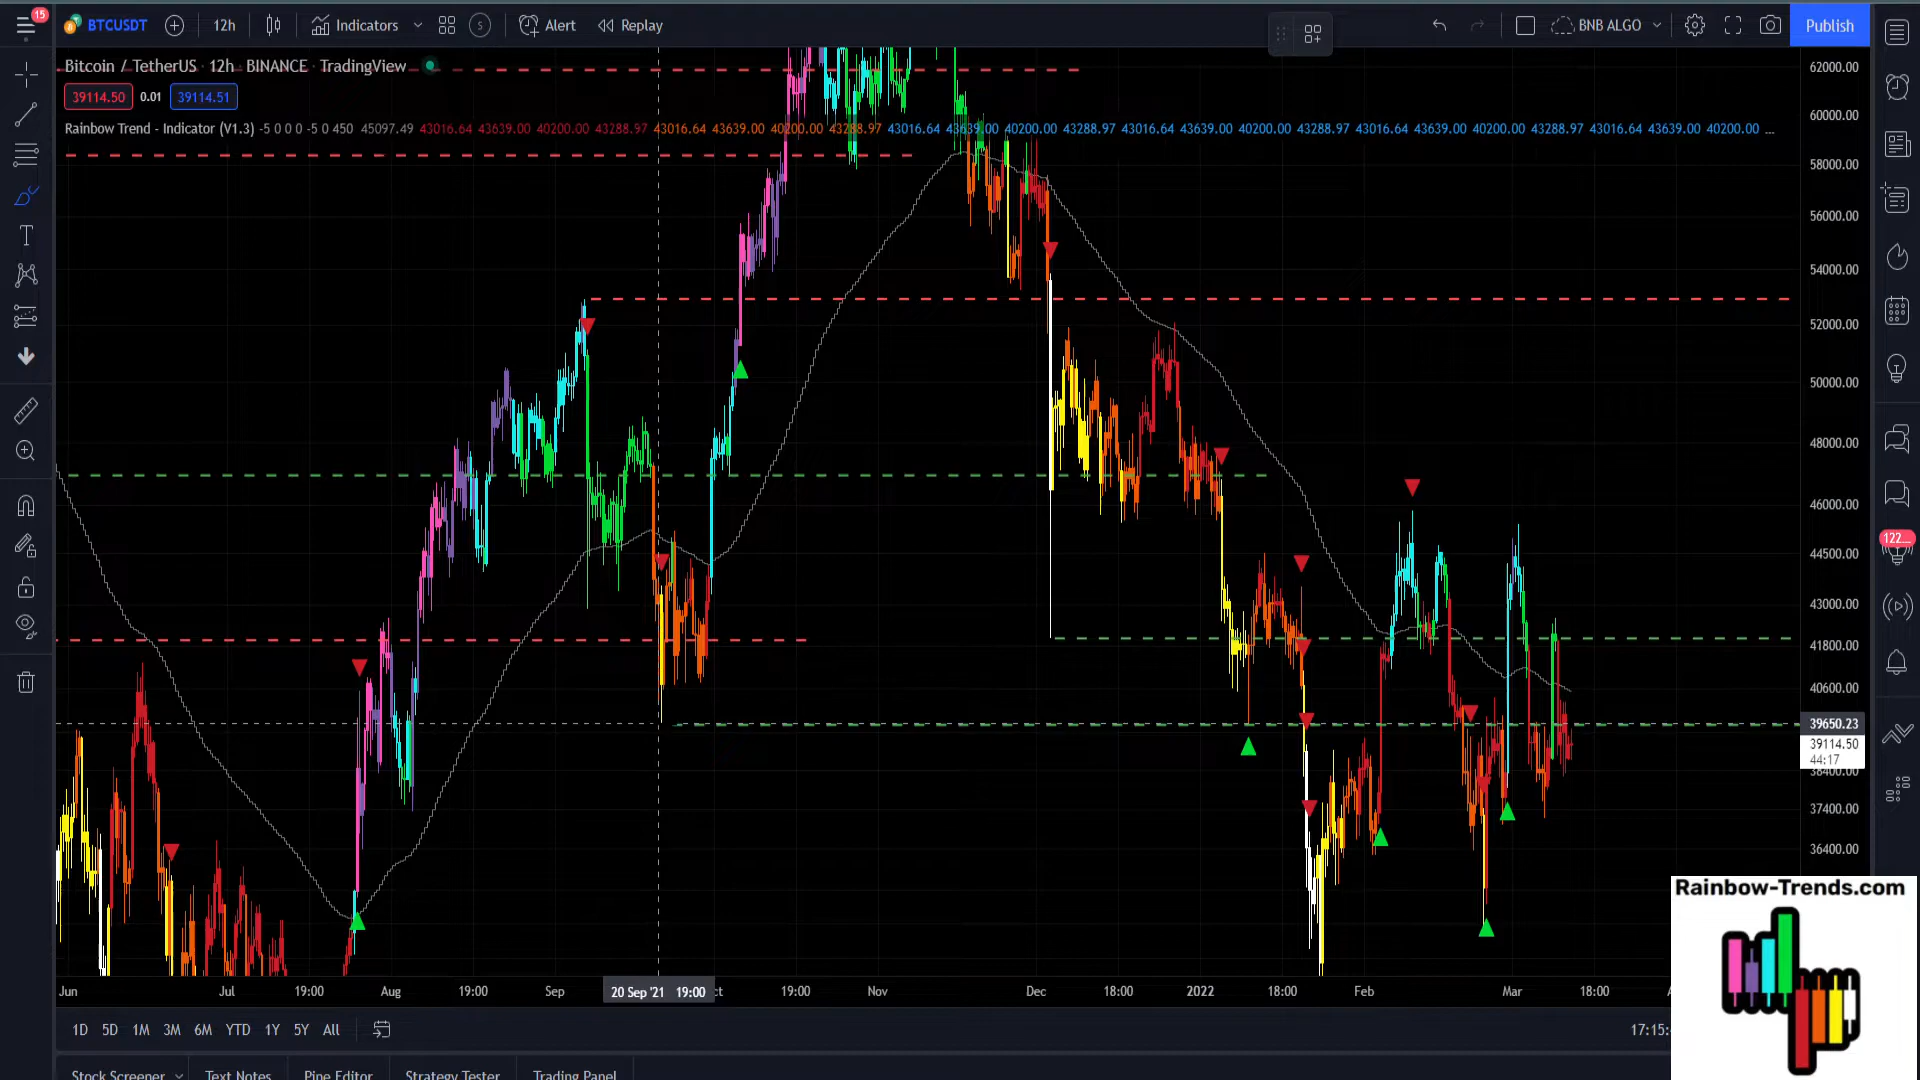 15
BTCUSDT
12h
Indicators
Alert
Replay
BNB ALGO
Publish
Bitcoin / TetherUS · 12h · BINANCE · TradingView
39114.50 0.01 39114.51
Rainbow Trend - Indicator (V1.3) -5 0 0 0 -5 0 450 45097.49 43016.64 43639.00 40200.00 43288.97 43016.64 43639.00 40200.00 43288.97 43016.64 43639.00 40200.00 43288.97 43016.64 43639.00 40200.00 43288.97 43016.64 43639.00 40200.00 43288.97 43016.64 43639.00 40200.00 ...
62000.00
60000.00
58000.00
56000.00
54000.00
52000.00
50000.00
48000.00
46000.00
44500.00
43000.00
41800.00
40600.00
39650.23
39114.50
44:17
38400.00
37400.00
36400.00
122...
Jun Jul 19:00 Aug 19:00 Sep 20 Sep '21 19:00 19:00 Nov Dec 18:00 2022 18:00 Feb Mar 18:00
1D 5D 1M 3M 6M YTD 1Y 5Y All
17:15:
Stock Screener Text Notes Pine Editor Strategy Tester Trading Panel
Rainbow-Trends.com